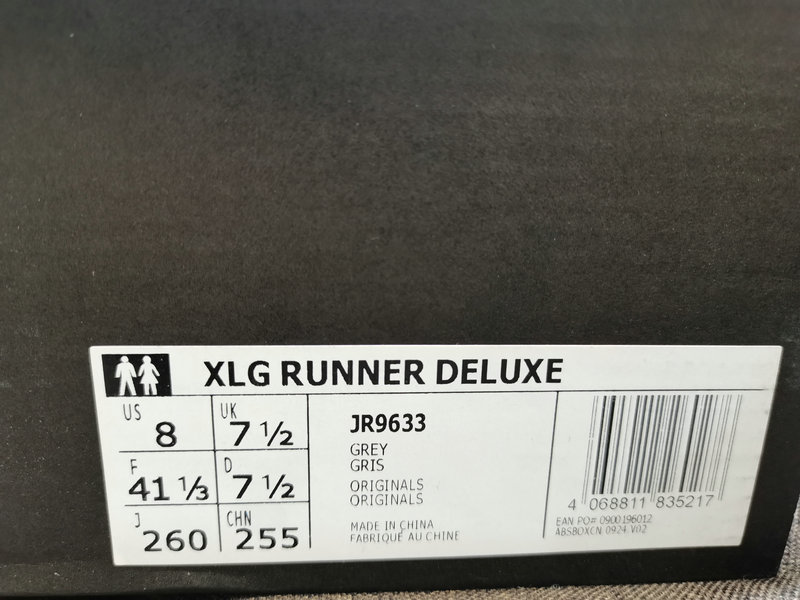 XLG RUNNER DELUXE
US 8
UK 7 1/2
F 41 1/3
D 7 1/2
J 260
CHN 255
JR9633
GREY
GRIS
ORIGINALS
ORIGINALS
MADE IN CHINA
FABRIQUÉ AU CHINE
4 068811 835217
EAN PO# 0900196012
ABSBOXCN 0924 V02